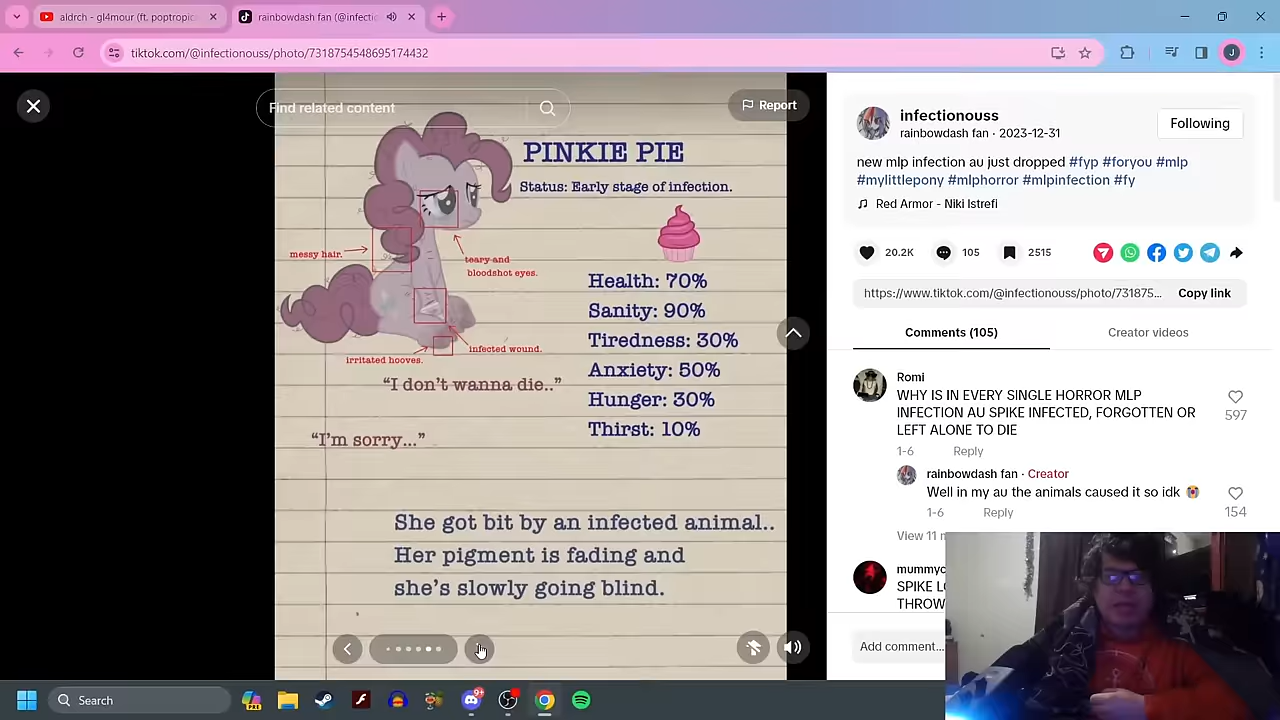 aldrch - gl4mour (ft. poptropic
rainbowdash fan (@infectio
tiktok.com/@infectionouss/photo/7318754548695174432
J
Find related content
Report
PINKIE PIE
Status: Early stage of infection.
messy hair.
teary and
bloodshot eyes.
Health: 70%
Sanity: 90%
Tiredness: 30%
Anxiety: 50%
Hunger: 30%
Thirst: 10%
infected wound.
irritated hooves.
“I don’t wanna die..”
“I’m sorry...”
She got bit by an infected animal..
Her pigment is fading and
she’s slowly going blind.
infectionouss
rainbowdash fan · 2023-12-31
Following
new mlp infection au just dropped #fyp #foryou #mlp
#mylittlepony #mlphorror #mlpinfection #fy
Red Armor - Niki Istrefi
20.2K
105
2515
https://www.tiktok.com/@infectionouss/photo/731875...
Copy link
Comments (105)
Creator videos
Romi
WHY IS IN EVERY SINGLE HORROR MLP
INFECTION AU SPIKE INFECTED, FORGOTTEN OR
LEFT ALONE TO DIE
597
1-6
Reply
rainbowdash fan · Creator
Well in my au the animals caused it so idk 😭
154
1-6
Reply
View 11
mummyc
SPIKE
THROW
Add comment...
Search
9+